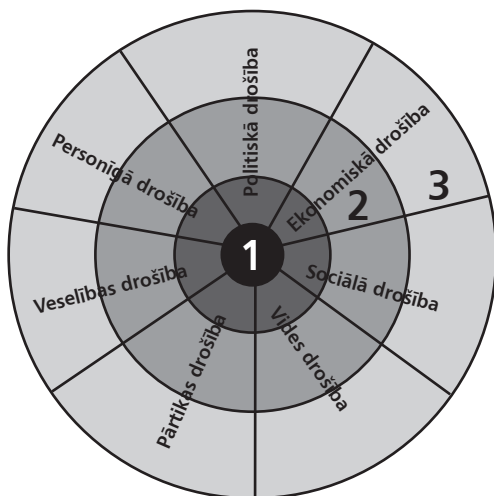 Politiskā drošība
Ekonomiskā drošība
Personīgā drošība
3
2
1
Sociālā drošība
Veselības drošība
Vides drošība
Pārtikas drošība